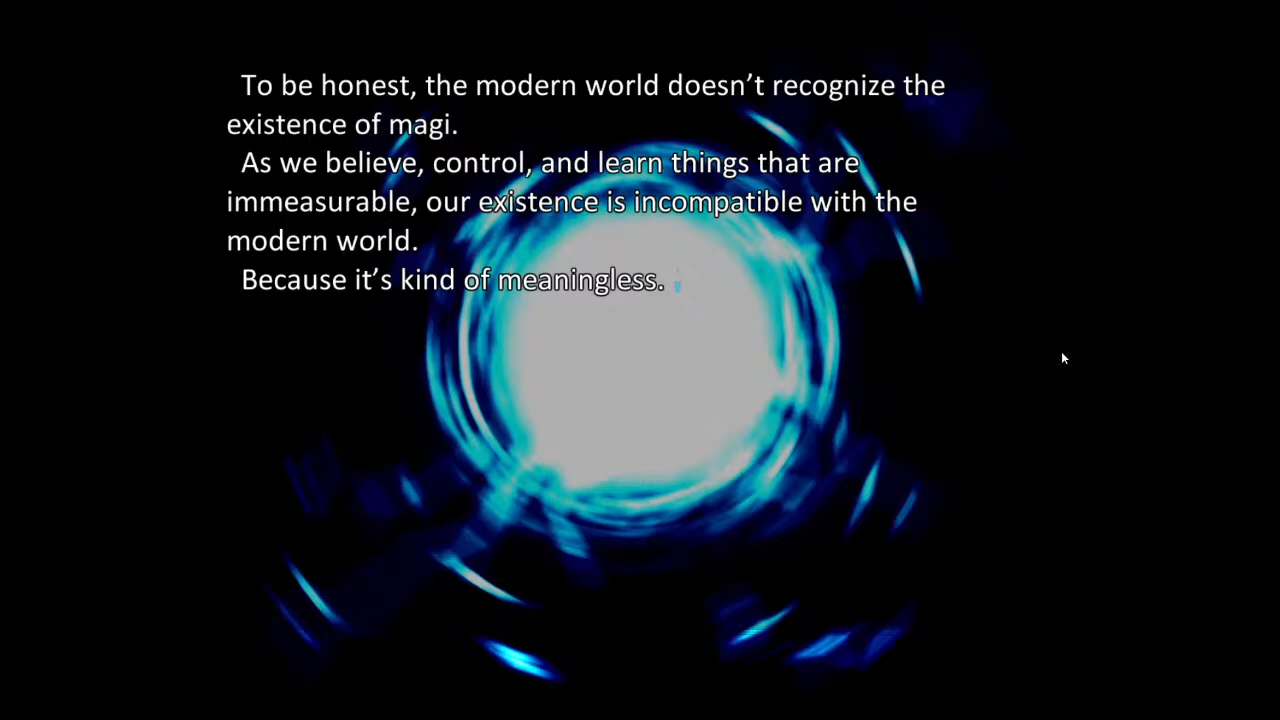 To be honest, the modern world doesn’t recognize the
existence of magi.
As we believe, control, and learn things that are
immeasurable, our existence is incompatible with the
modern world.
Because it’s kind of meaningless.